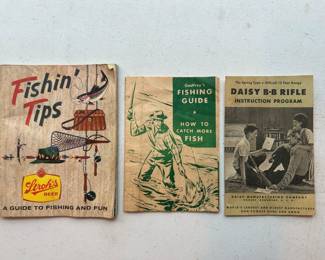 Fishin'
Tips
Stroh's
BEER
A GUIDE TO FISHING AND FUN
Godfrey's
FISHING
GUIDE
HOW TO
CATCH MORE
FISH
DAISY B•B RIFLE
INSTRUCTION PROGRAM
DAISY MANUFACTURING COMPANY